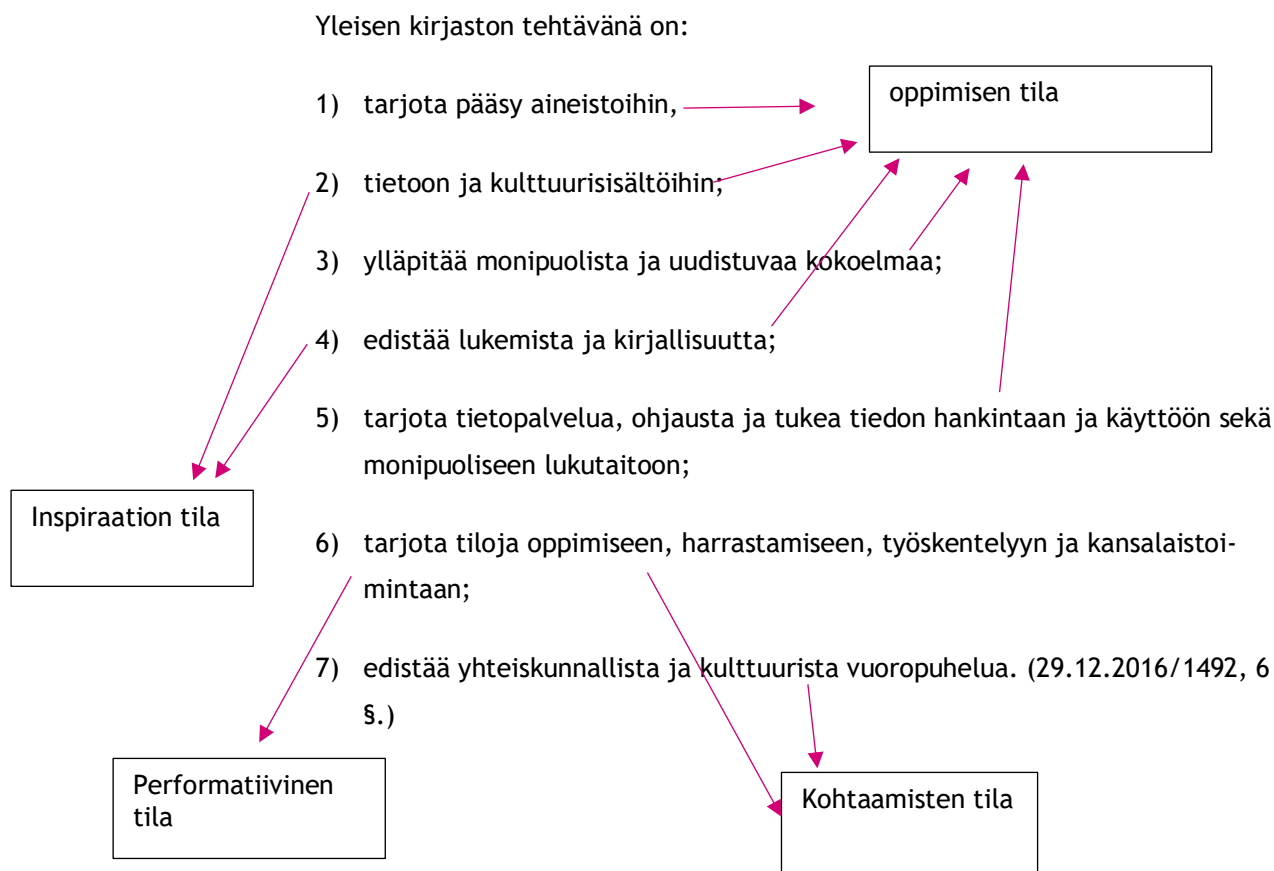 Yleisen kirjaston tehtävänä on:
1) tarjota pääsy aineistoihin,
oppimisen tila
2) tietoon ja kulttuurisisältöihin;
3) ylläpitää monipuolista ja uudistuvaa kokoelmaa;
4) edistää lukemista ja kirjallisuutta;
5) tarjota tietopalvelua, ohjausta ja tukea tiedon hankintaan ja käyttöön sekä
monipuoliseen lukutaitoon;
Inspiraation tila
6) tarjota tiloja oppimiseen, harrastamiseen, työskentelyyn ja kansalaistoi-
mintaan;
7) edistää yhteiskunnallista ja kulttuurista vuoropuhelua. (29.12.2016/1492, 6
§.)
Performatiivinen
tila
Kohtaamisten tila